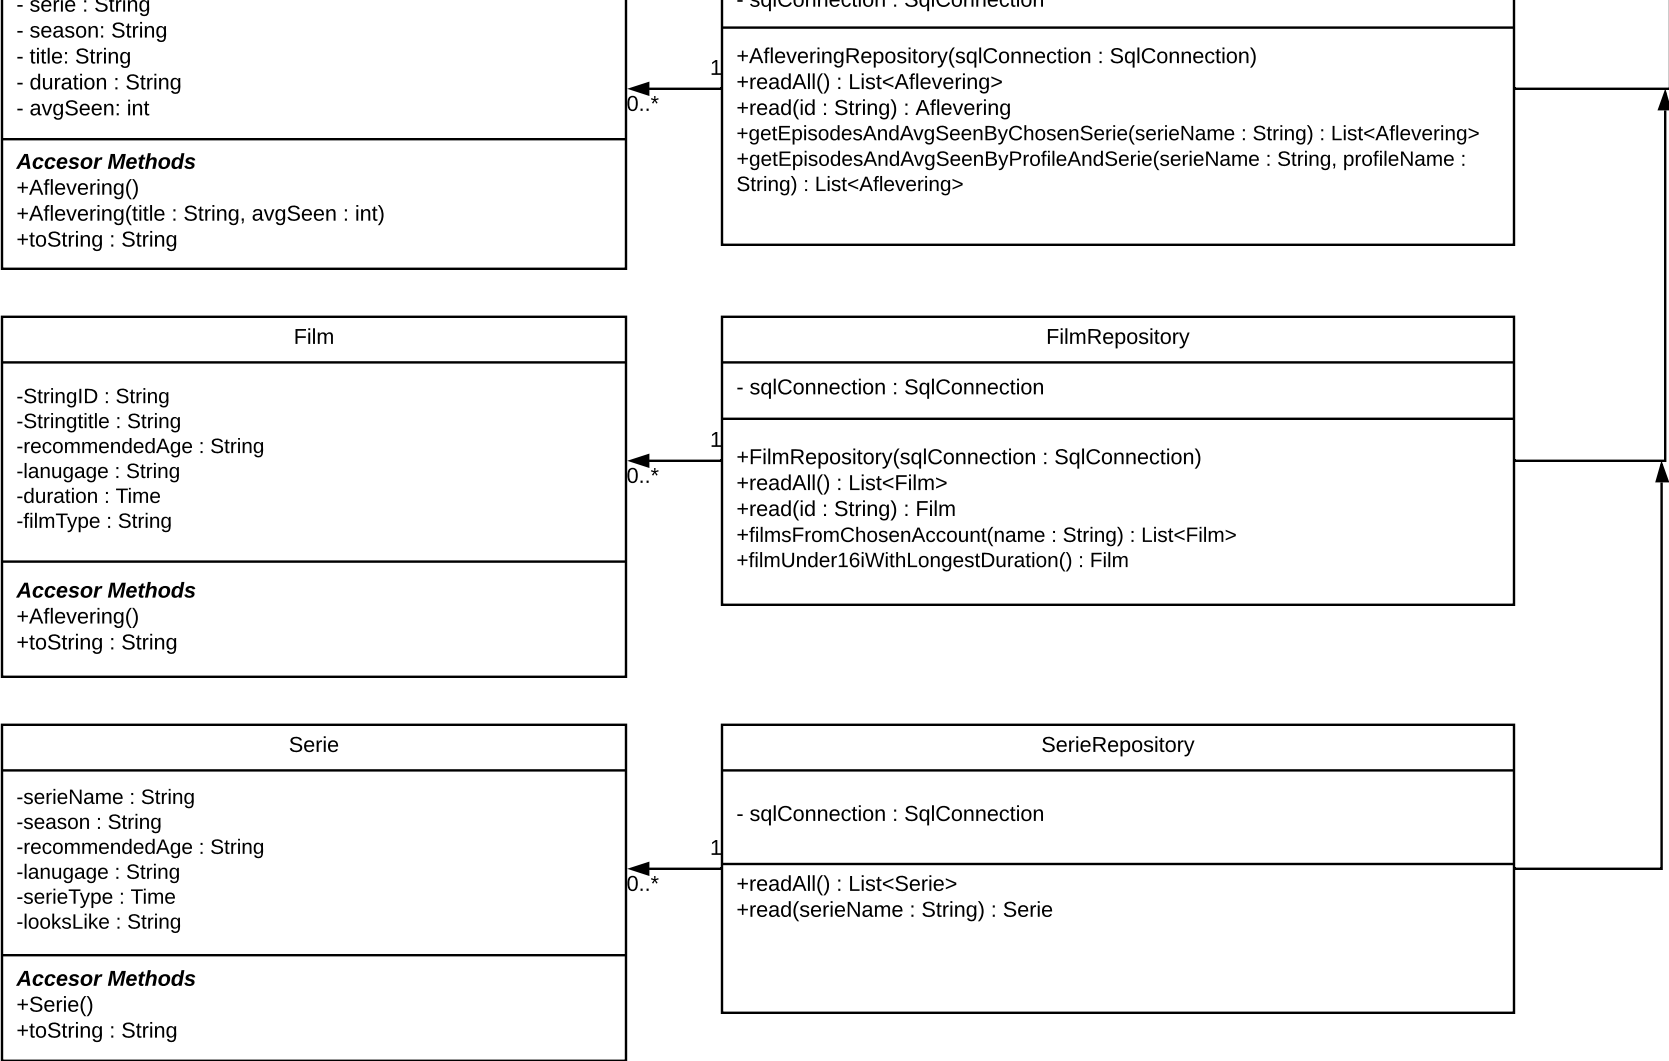 - serie : String
- season: String
- title: String
- duration : String
- avgSeen: int
Accesor Methods
+Aflevering()
+Aflevering(title : String, avgSeen : int)
+toString : String
1
0..*
- sqlConnection : SqlConnection
+AfleveringRepository(sqlConnection : SqlConnection)
+readAll() : List<Aflevering>
+read(id : String) : Aflevering
+getEpisodesAndAvgSeenByChosenSerie(serieName : String) : List<Aflevering>
+getEpisodesAndAvgSeenByProfileAndSerie(serieName : String, profileName :
String) : List<Aflevering>
Film
-StringID : String
-Stringtitle : String
-recommendedAge : String
-lanugage : String
-duration : Time
-filmType : String
Accesor Methods
+Aflevering()
+toString : String
1
0..*
FilmRepository
- sqlConnection : SqlConnection
+FilmRepository(sqlConnection : SqlConnection)
+readAll() : List<Film>
+read(id : String) : Film
+filmsFromChosenAccount(name : String) : List<Film>
+filmUnder16iWithLongestDuration() : Film
Serie
-serieName : String
-season : String
-recommendedAge : String
-lanugage : String
-serieType : Time
-looksLike : String
Accesor Methods
+Serie()
+toString : String
1
0..*
SerieRepository
- sqlConnection : SqlConnection
+readAll() : List<Serie>
+read(serieName : String) : Serie